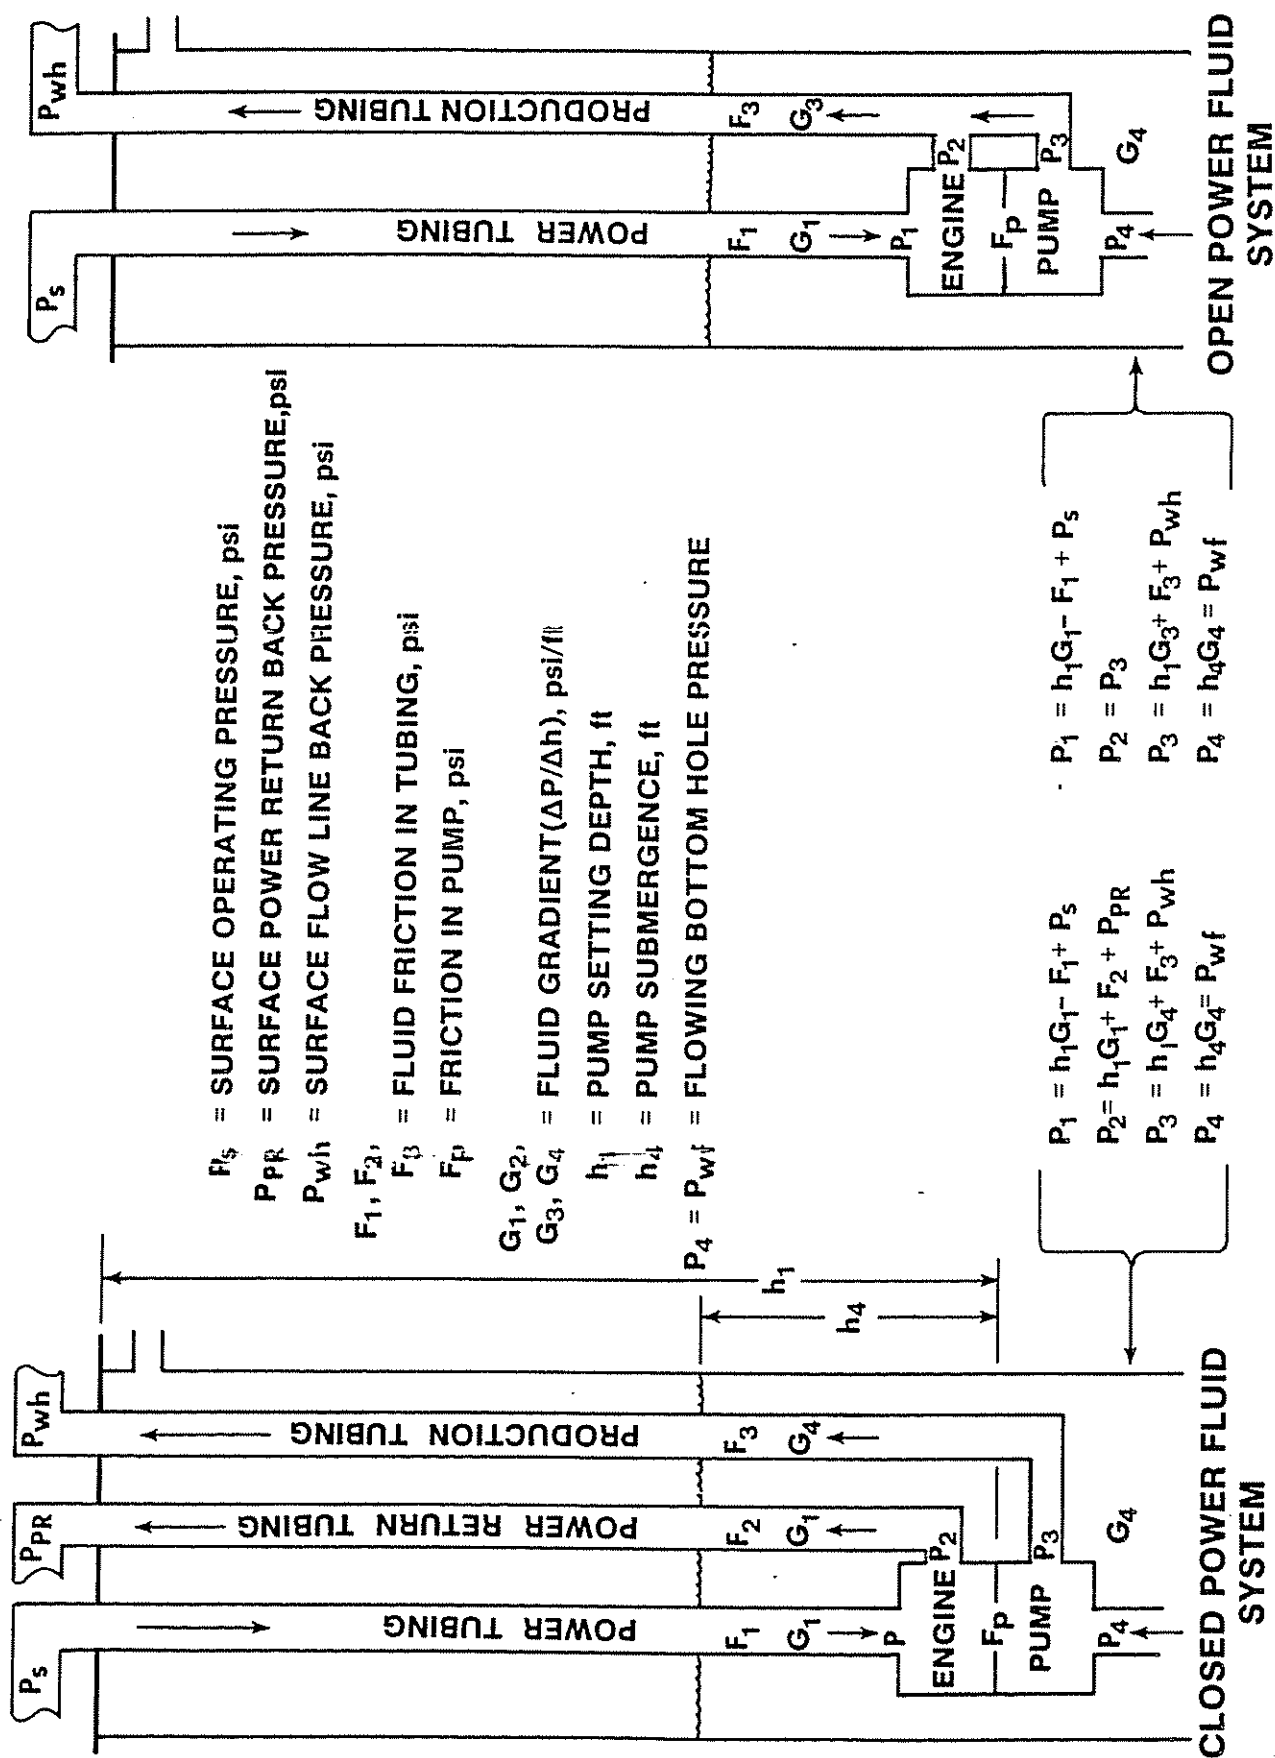 Ps
PPR
Pwh
POWER TUBING
POWER RETURN TUBING
PRODUCTION TUBING
F1
F2
F3
G1
G1
G4
P
P2
ENGINE
Fp
PUMP
P3
P4
G4
h4
h1
CLOSED POWER FLUID
SYSTEM
Ps = SURFACE OPERATING PRESSURE, psi
PPR = SURFACE POWER RETURN BACK PRESSURE, psi
Pwh = SURFACE FLOW LINE BACK PRESSURE, psi
F1, F2,
F3 = FLUID FRICTION IN TUBING, psi
Fp = FRICTION IN PUMP, psi
G1, G2,
G3, G4 = FLUID GRADIENT(ΔP/Δh), psi/ft
h1 = PUMP SETTING DEPTH, ft
h4 = PUMP SUBMERGENCE, ft
P4 = Pwf = FLOWING BOTTOM HOLE PRESSURE
P1 = h1G1- F1+ Ps
P2= h1G1+ F2 + PPR
P3 = h1G4+ F3+ Pwh
P4 = h4G4= Pwf
P1 = h1G1- F1 + Ps
P2 = P3
P3 = h1G3+ F3+ Pwh
P4 = h4G4 = Pwf
Ps
Pwh
POWER TUBING
PRODUCTION TUBING
F1
F3
G1
G3
P1
P2
ENGINE
Fp
PUMP
P3
P4
G4
OPEN POWER FLUID
SYSTEM